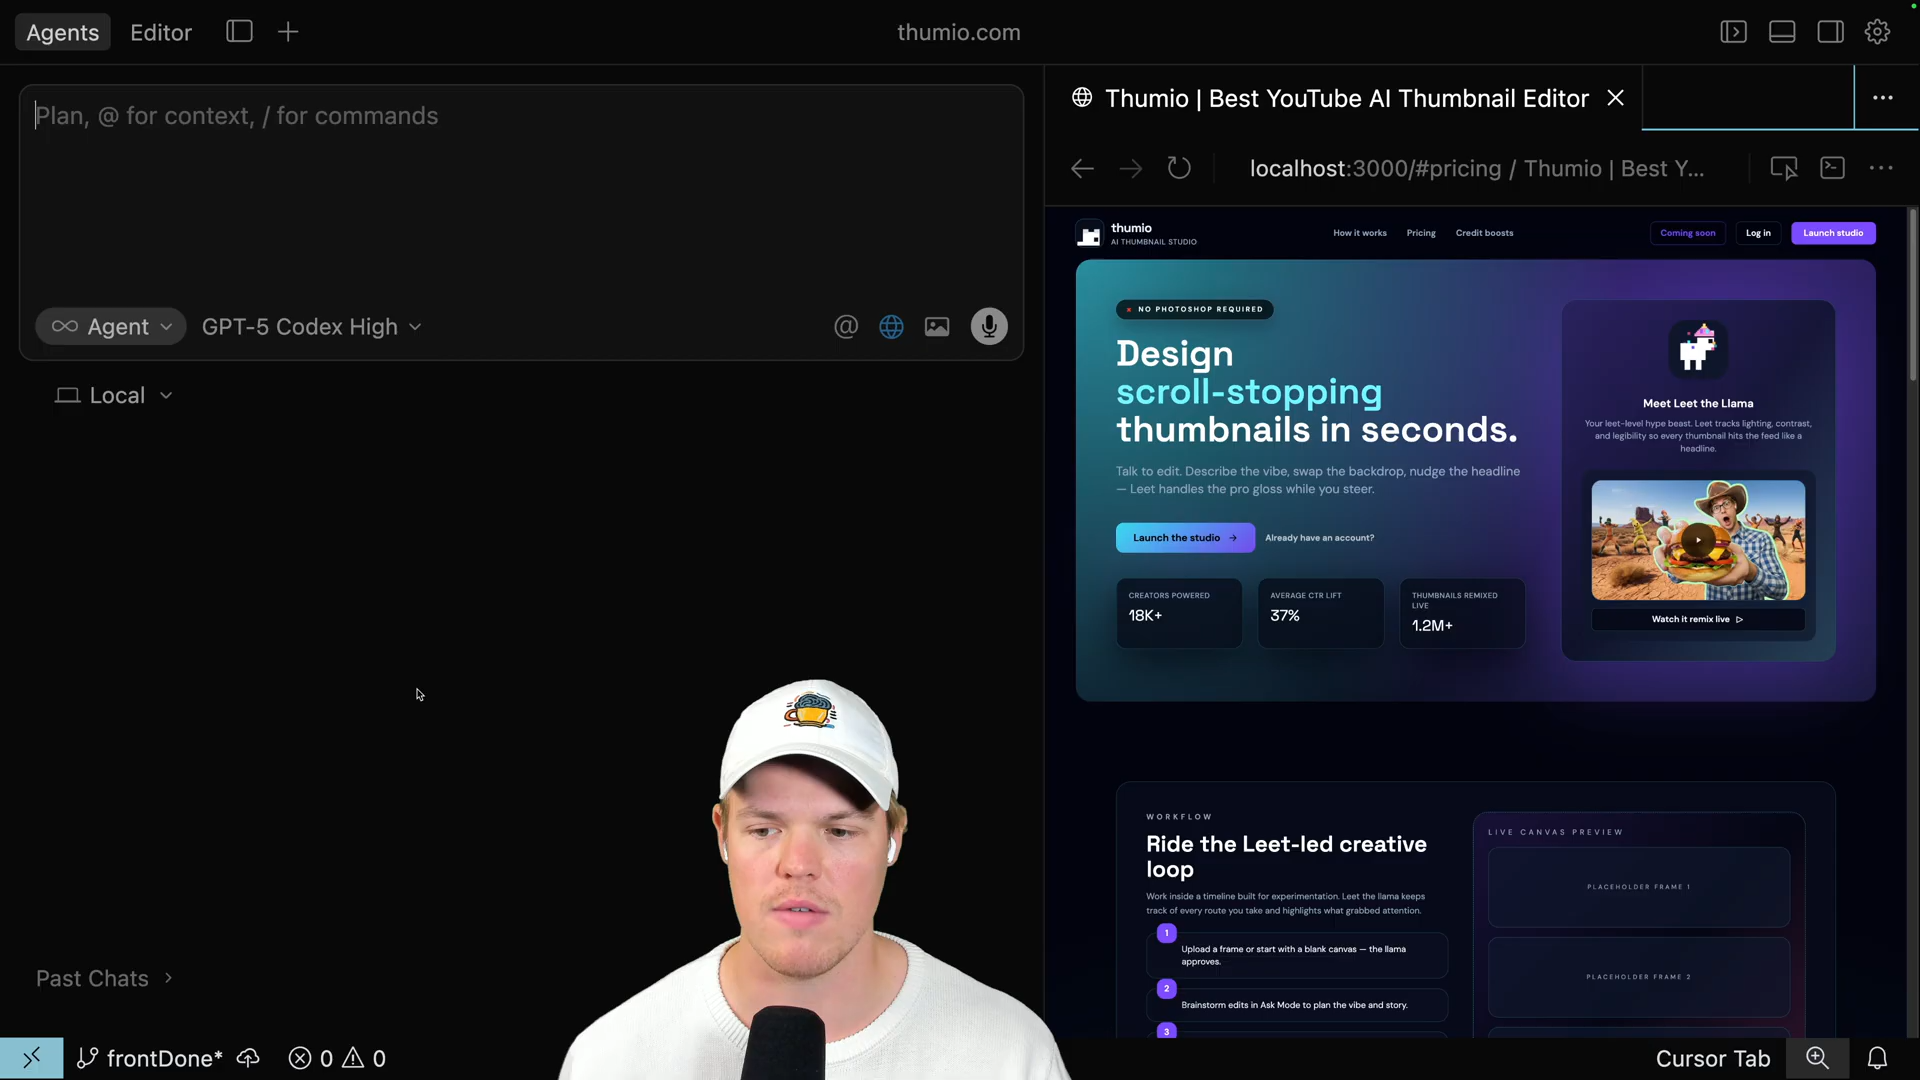 Agents Editor
thumio.com
Plan, @ for context, / for commands
Agent GPT-5 Codex High
Local
Past Chats
frontDone* 0 0
Cursor Tab
Thumio | Best YouTube AI Thumbnail Editor
localhost:3000/#pricing / Thumio | Best Y...
thumio
AI THUMBNAIL STUDIO
How it works Pricing Credit boosts
Coming soon Log in Launch studio
NO PHOTOSHOP REQUIRED
Design
scroll-stopping
thumbnails in seconds.
Talk to edit. Describe the vibe, swap the backdrop, nudge the headline
— Leet handles the pro gloss while you steer.
Launch the studio → Already have an account?
CREATORS POWERED
18K+
AVERAGE CTR LIFT
37%
THUMBNAILS REMIXED
LIVE
1.2M+
Meet Leet the Llama
Your leet-level hype beast. Leet tracks lighting, contrast,
and legibility so every thumbnail hits the feed like a
headline.
Watch it remix live
WORKFLOW
Ride the Leet-led creative
loop
Work inside a timeline built for experimentation. Leet the llama keeps
track of every route you take and highlights what grabbed attention.
1
Upload a frame or start with a blank canvas — the llama
approves.
2
Brainstorm edits in Ask Mode to plan the vibe and story.
3
LIVE CANVAS PREVIEW
PLACEHOLDER FRAME 1
PLACEHOLDER FRAME 2